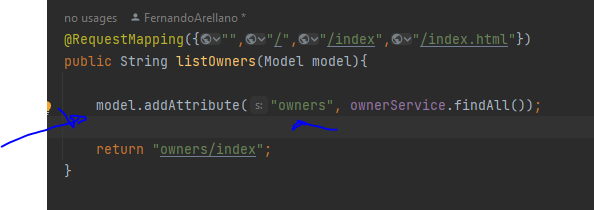 no usages FernandoArellano *
@RequestMapping({"","/","/index","/index.html"})
public String listOwners(Model model){
model.addAttribute( s: "owners", ownerService.findAll());
return "owners/index";
}